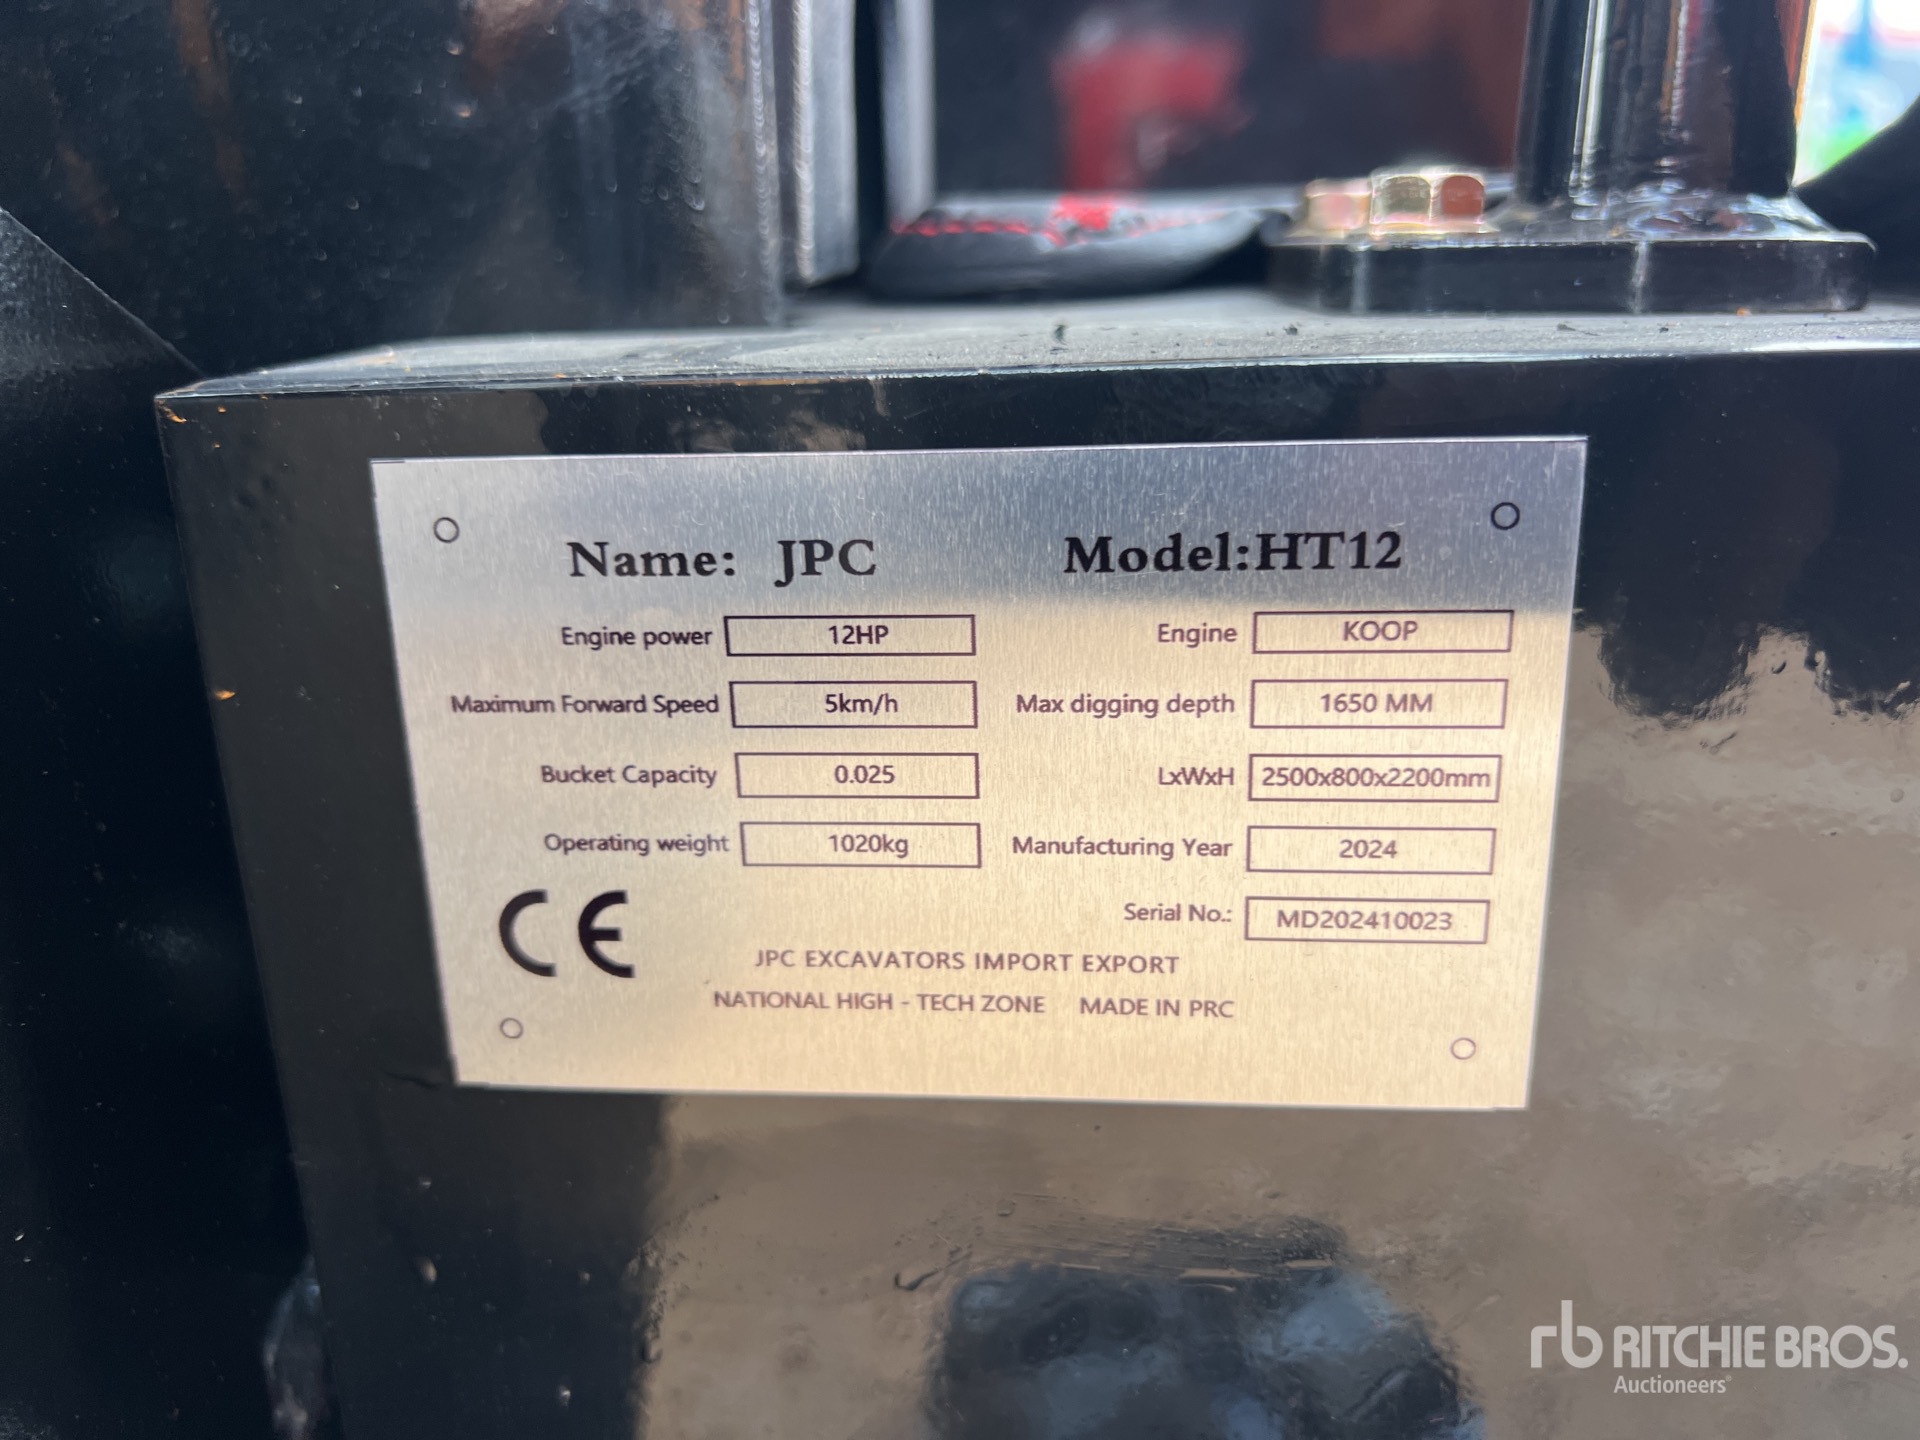 Name: JPC Model:HT12
Engine power 12HP Engine KOOP
Maximum Forward Speed 5km/h Max digging depth 1650 MM
Bucket Capacity 0.025 LxWxH 2500x800x2200mm
Operating weight 1020kg Manufacturing Year 2024
CE Serial No.: MD202410023
JPC EXCAVATORS IMPORT EXPORT
NATIONAL HIGH - TECH ZONE MADE IN PRC
rb RITCHIE BROS.
Auctioneers